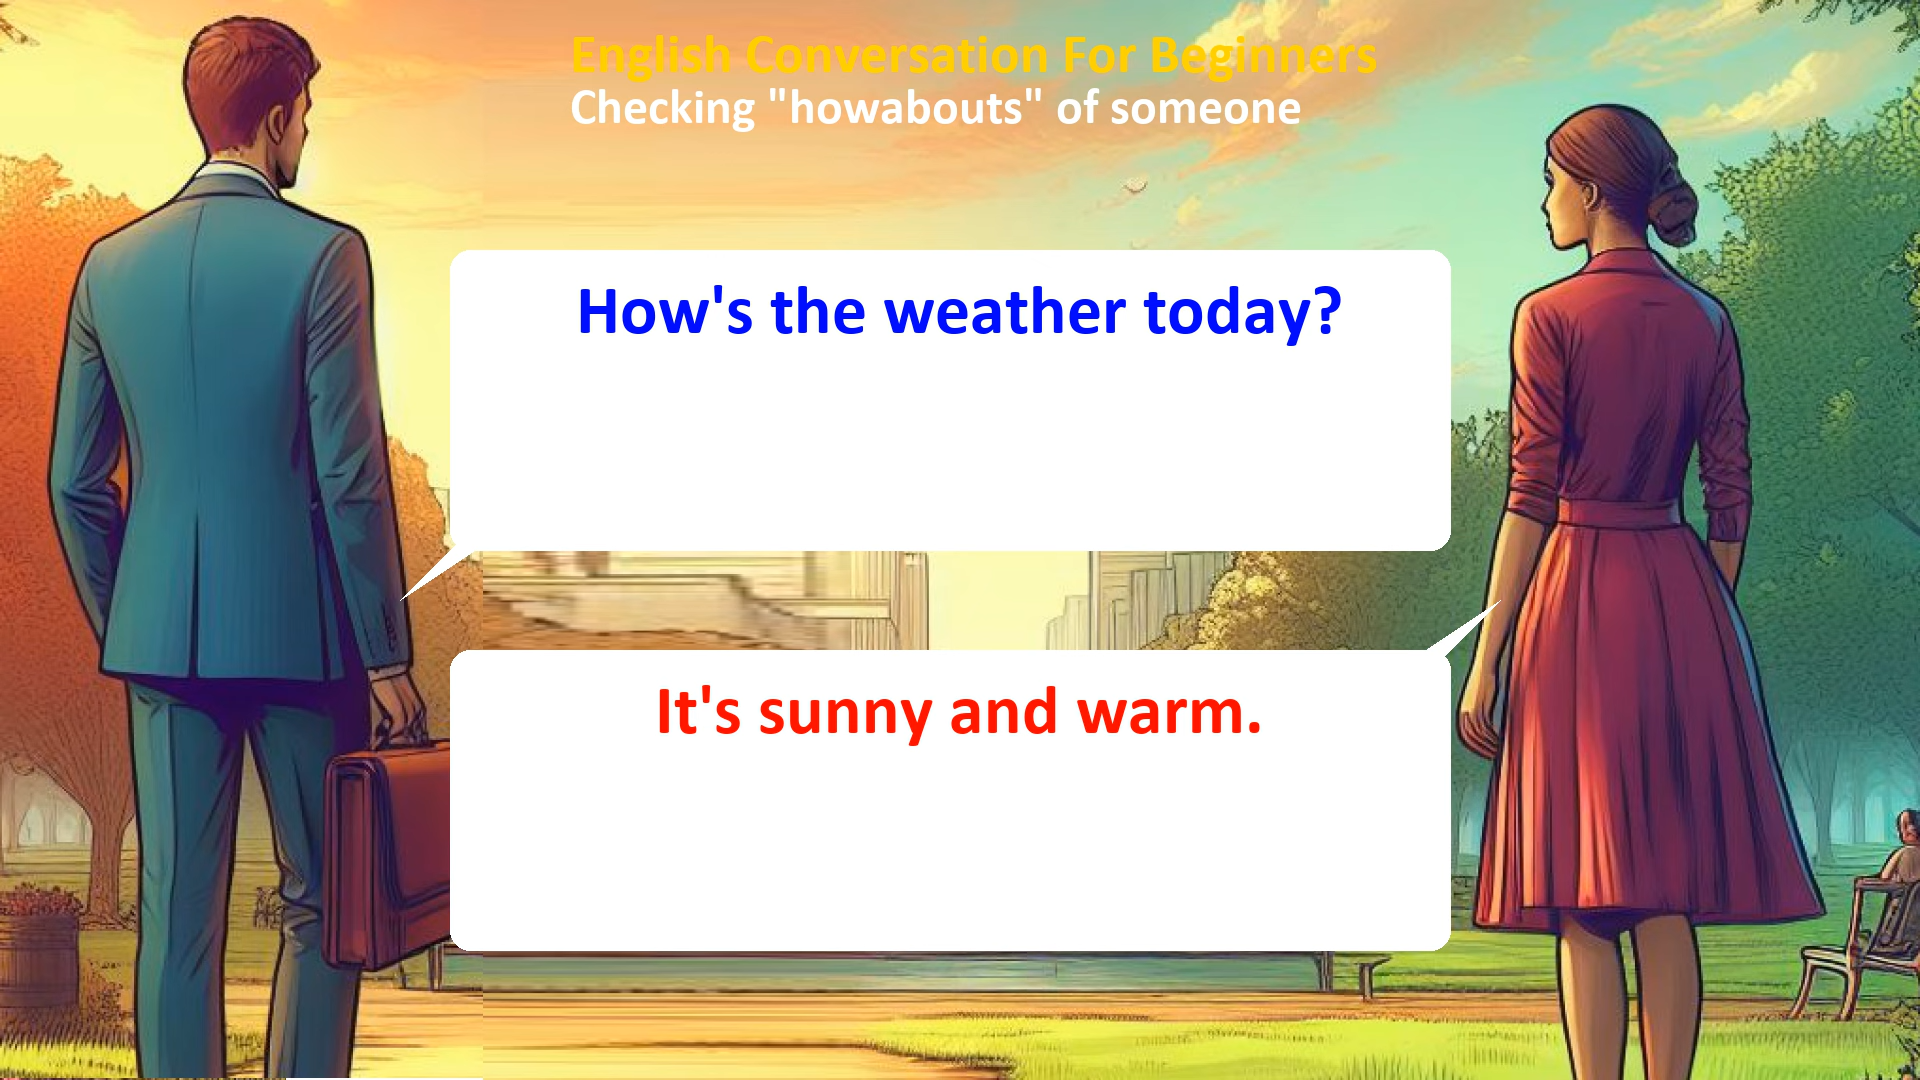 English Conversation For Beginners
Checking "howabouts" of someone
How's the weather today?
It's sunny and warm.